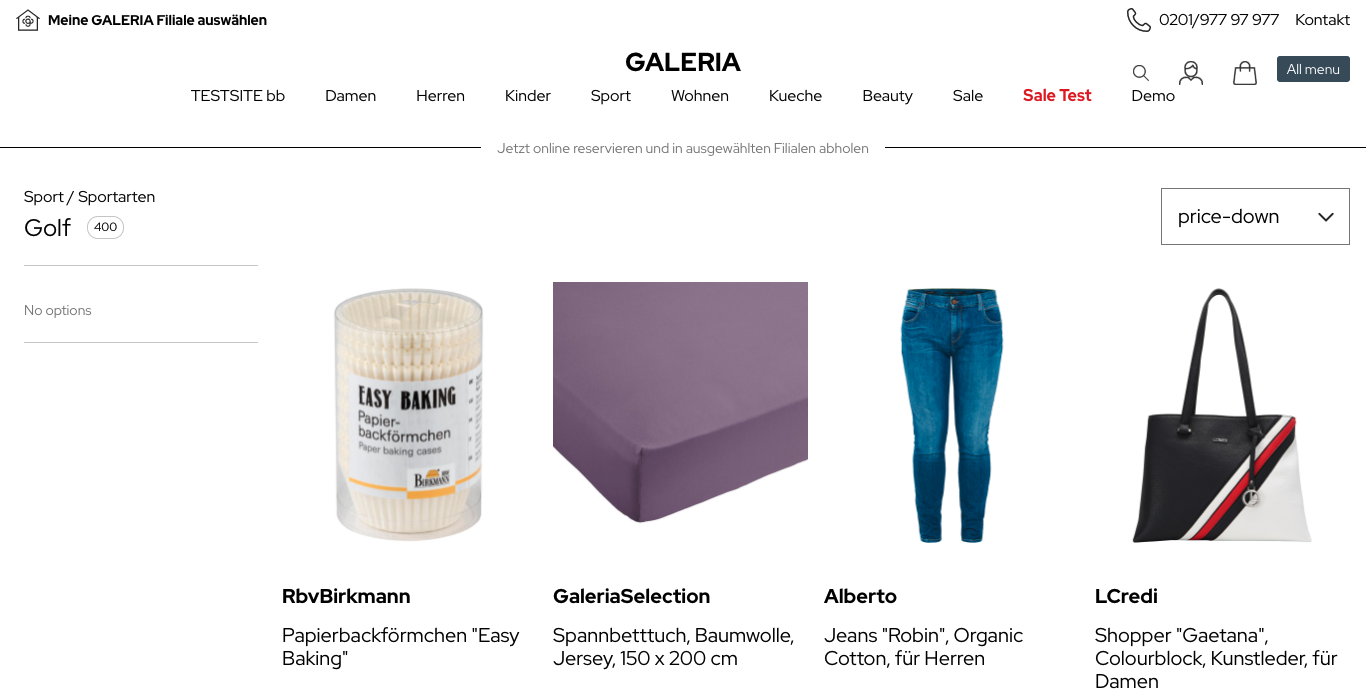 Meine GALERIA Filiale auswählen
0201/977 97 977 Kontakt
GALERIA
All menu
TESTSITE bb Damen Herren Kinder Sport Wohnen Kueche Beauty Sale Sale Test Demo
Jetzt online reservieren und in ausgewählten Filialen abholen
Sport / Sportarten
Golf 400
price-down
No options
EASY BAKING
Papier-
backförmchen
Paper baking cases
BIRKMANN
RbvBirkmann
Papierbackförmchen "Easy
Baking"
GaleriaSelection
Spannbetttuch, Baumwolle,
Jersey, 150 x 200 cm
Alberto
Jeans "Robin", Organic
Cotton, für Herren
LCredi
Shopper "Gaetana",
Colourblock, Kunstleder, für
Damen